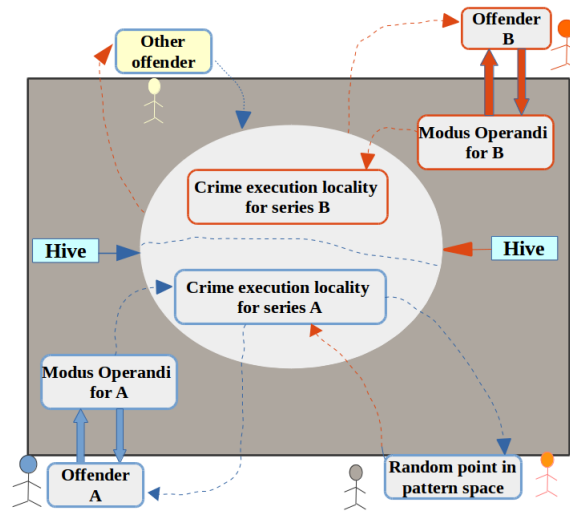 Other
offender
Offender
B
Modus Operandi
for B
Crime execution locality
for series B
Hive
Hive
Crime execution locality
for series A
Modus Operandi
for A
Offender
A
Random point in
pattern space